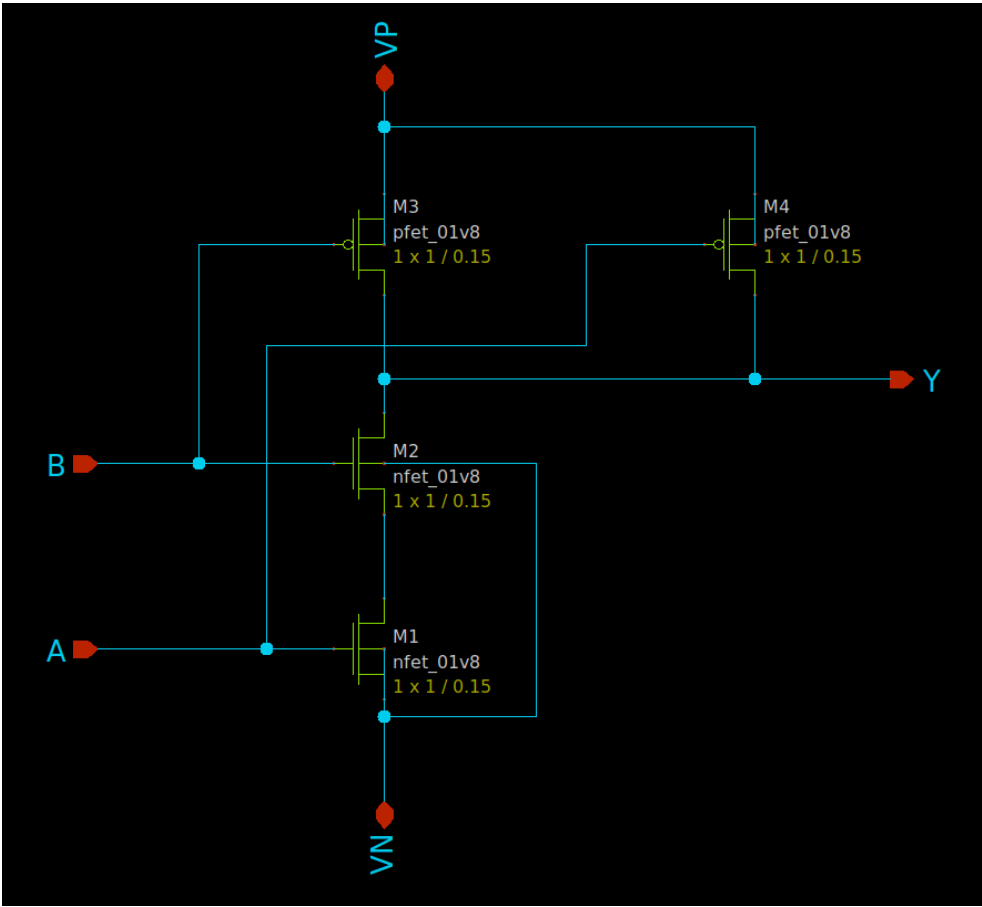 VP
M3
pfet_01v8
1 x 1 / 0.15
M4
pfet_01v8
1 x 1 / 0.15
Y
B
M2
nfet_01v8
1 x 1 / 0.15
A
M1
nfet_01v8
1 x 1 / 0.15
VN